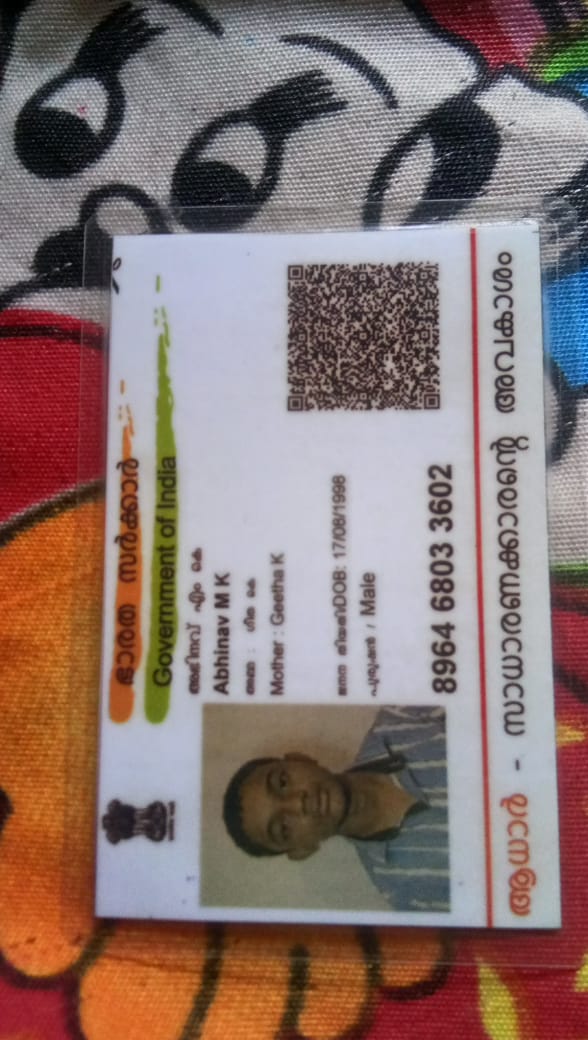 ഭാരത സർക്കാർ
Government of India
അഭിനവ് എം കെ
Abhinav M K
അമ്മ : ഗീത കെ
Mother : Geetha K
ജനന തീയതി/DOB: 17/08/1998
പുരുഷൻ / Male
8964 6803 3602
ആധാർ - സാധാരണക്കാരന്റെ അവകാശം